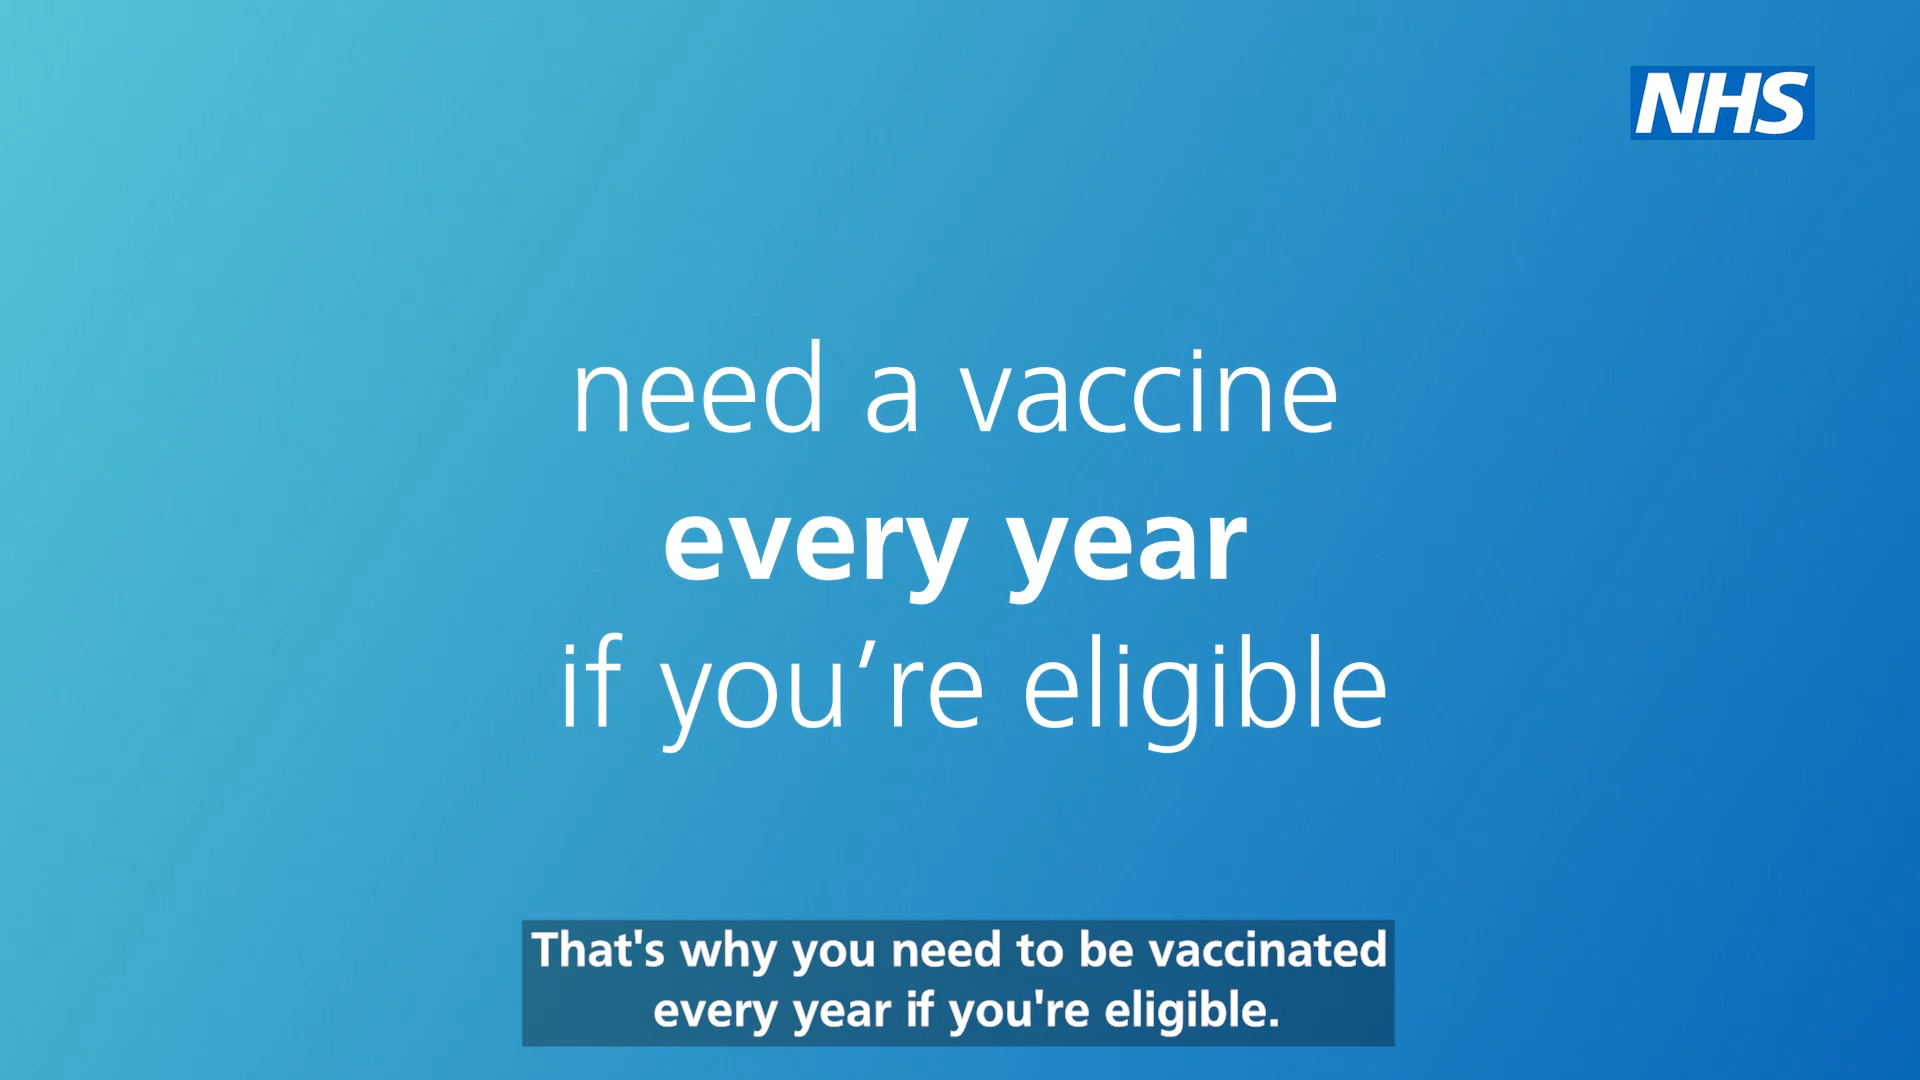 NHS
need a vaccine
every year
if you’re eligible
That's why you need to be vaccinated
every year if you're eligible.